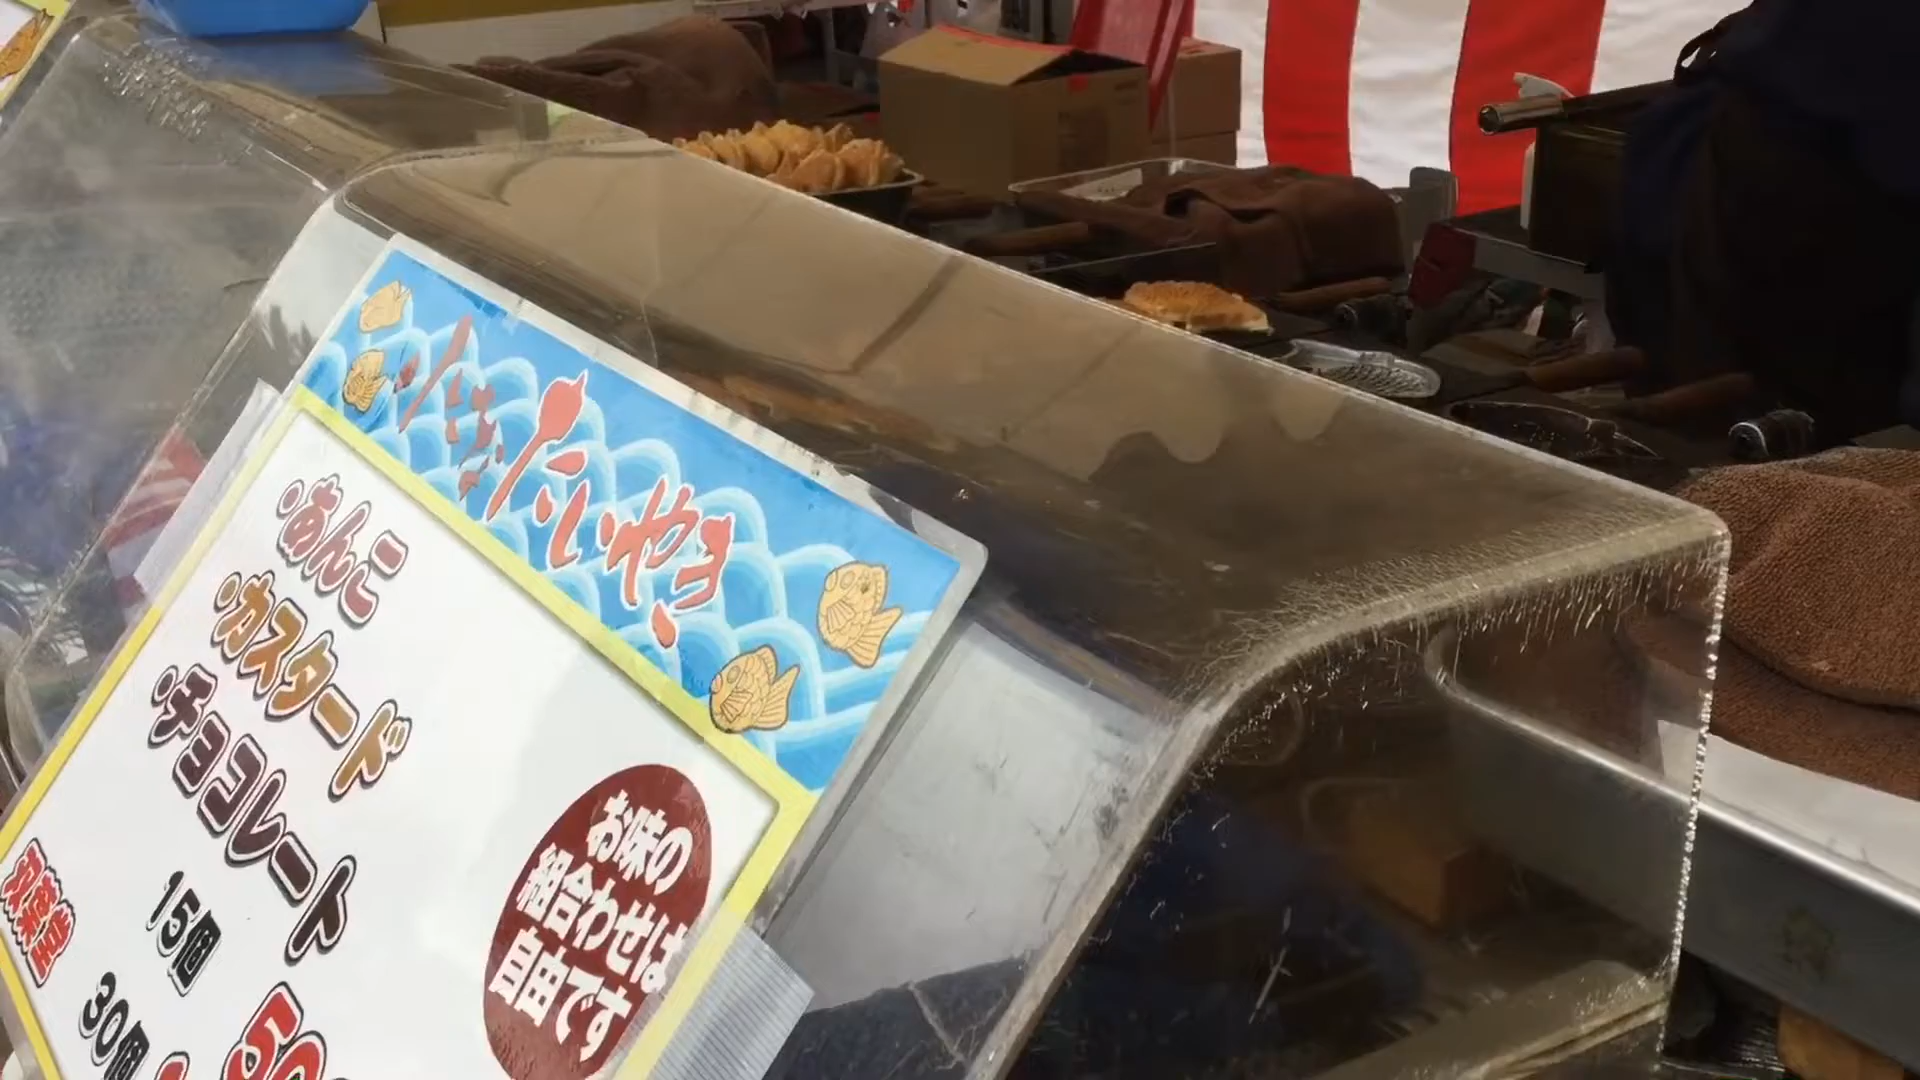 たいやき
あんこ
カスタード
チョコレート
15個
30個
お味の
組合わせは
自由です